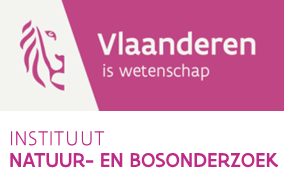 Vlaanderen
is wetenschap
INSTITUUT
NATUUR- EN BOSONDERZOEK